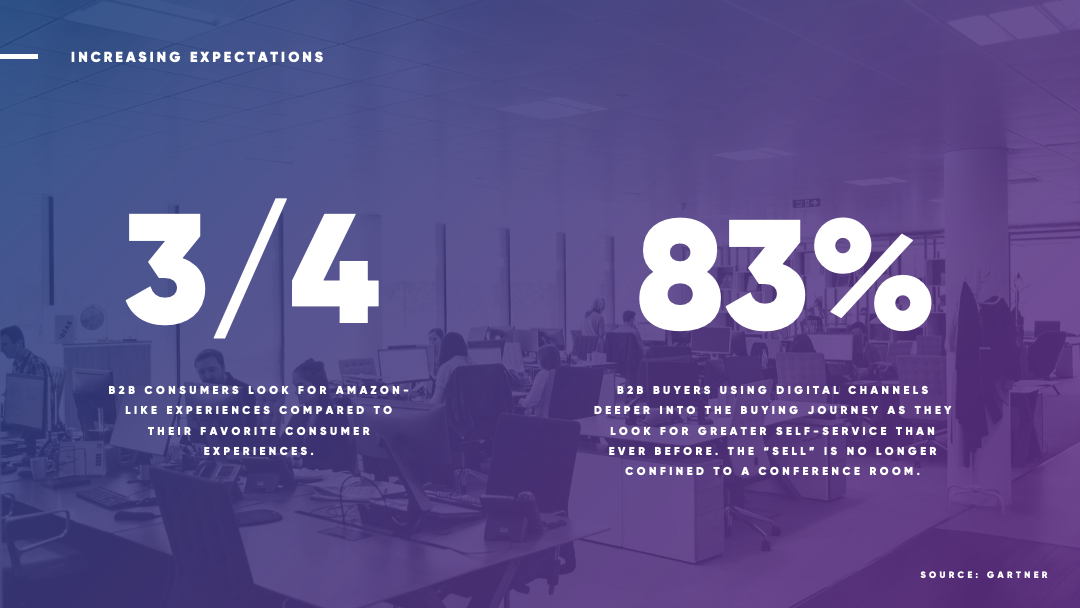 INCREASING EXPECTATIONS
3/4
B2B CONSUMERS LOOK FOR AMAZON-
LIKE EXPERIENCES COMPARED TO
THEIR FAVORITE CONSUMER
EXPERIENCES.
83%
B2B BUYERS USING DIGITAL CHANNELS
DEEPER INTO THE BUYING JOURNEY AS THEY
LOOK FOR GREATER SELF-SERVICE THAN
EVER BEFORE. THE "SELL" IS NO LONGER
CONFINED TO A CONFERENCE ROOM.
SOURCE: GARTNER